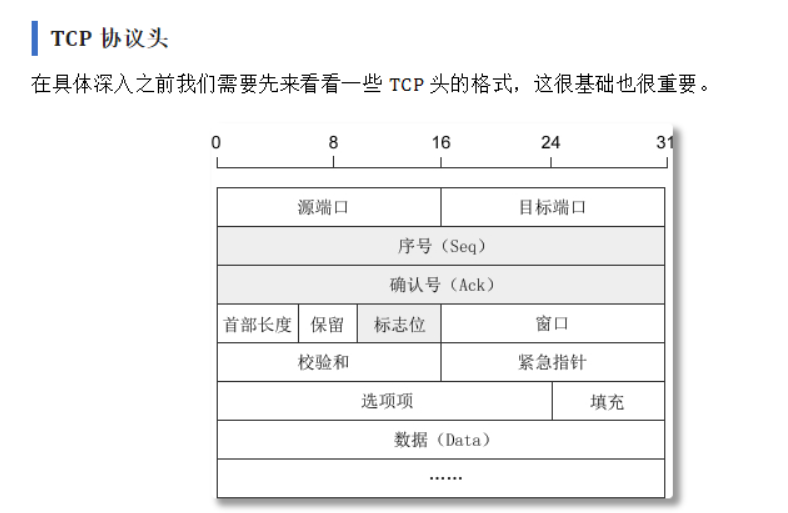 TCP 协议头
在具体深入之前我们需要先来看看一些 TCP 头的格式，这很基础也很重要。
0 8 16 24 31
源端口 目标端口
序号（Seq）
确认号（Ack）
首部长度 保留 标志位 窗口
校验和 紧急指针
选项项 填充
数据（Data）
……